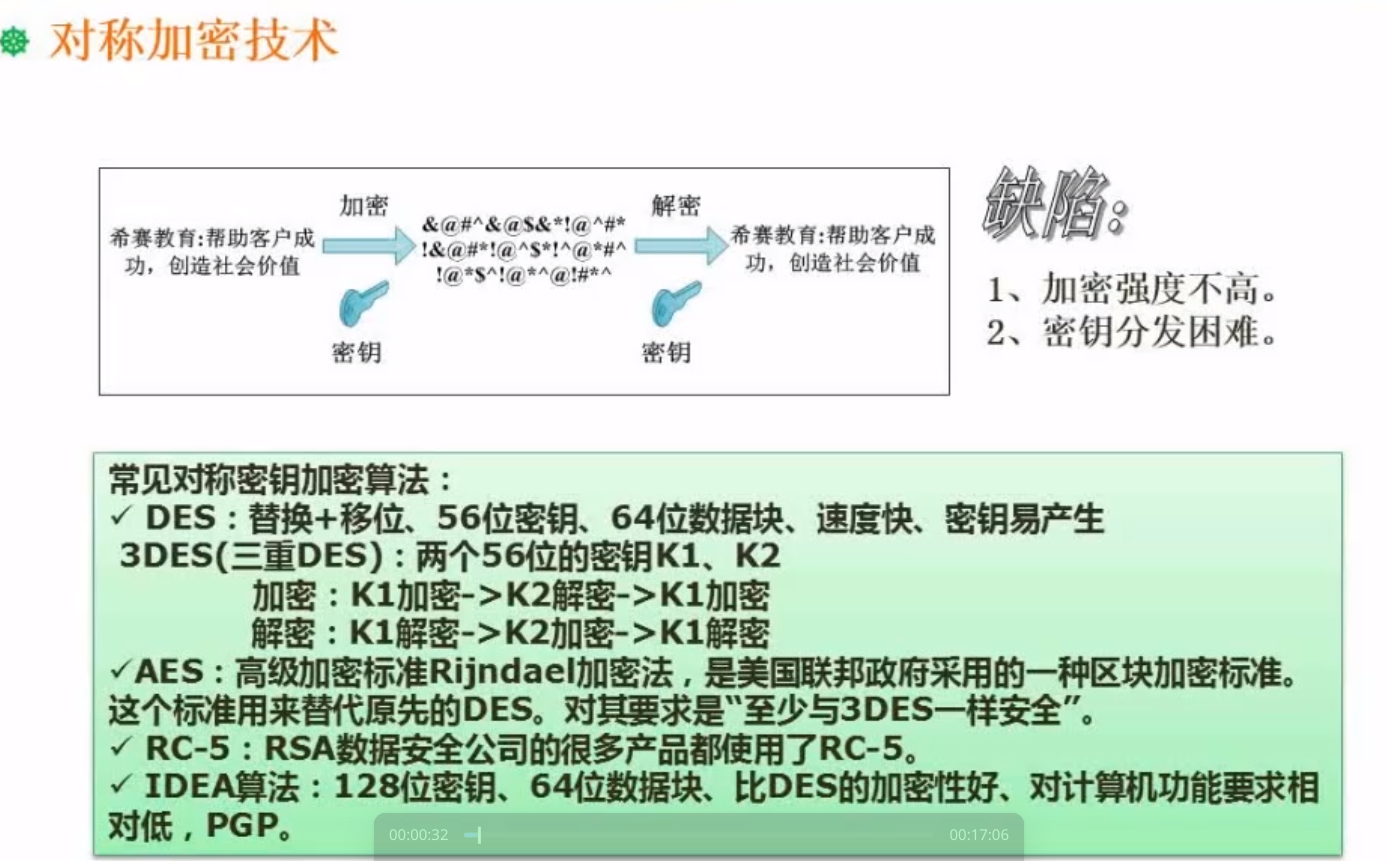 对称加密技术
加密
解密
希赛教育:帮助客户成
功，创造社会价值
&@#^&@$&*!@^#*
!&@#*!@^$*!^@*#^
!@*$^!@*^@!#*^
希赛教育:帮助客户成
功，创造社会价值
密钥
密钥
缺陷:
1、加密强度不高。
2、密钥分发困难。
常见对称密钥加密算法：
✓ DES：替换+移位、56位密钥、64位数据块、速度快、密钥易产生
3DES(三重DES)：两个56位的密钥K1、K2
加密：K1加密->K2解密->K1加密
解密：K1解密->K2加密->K1解密
✓AES：高级加密标准Rijndael加密法，是美国联邦政府采用的一种区块加密标准。
这个标准用来替代原先的DES。对其要求是“至少与3DES一样安全”。
✓ RC-5：RSA数据安全公司的很多产品都使用了RC-5。
✓ IDEA算法：128位密钥、64位数据块、比DES的加密性好、对计算机功能要求相
对低，PGP。
00:00:32
00:17:06